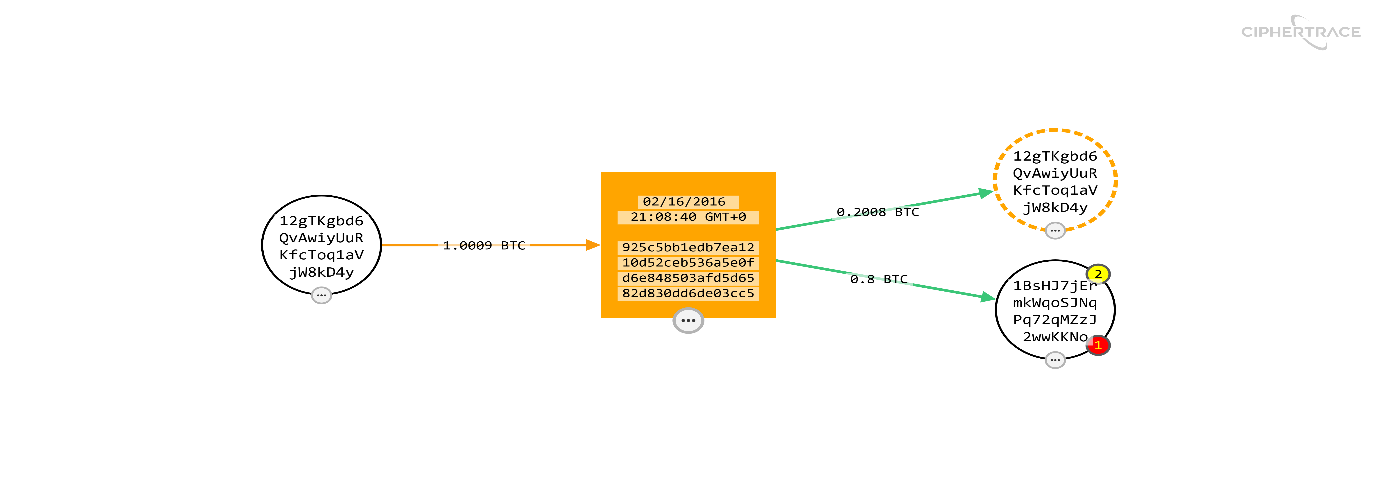 CIPHERTRACE
12gTKgbd6
QvAwiyUuR
KfcToq1aV
jW8kD4y
...
1.0009 BTC
02/16/2016
21:08:40 GMT+0
925c5bb1edb7ea12
10d52ceb536a5e0f
d6e848503afd5d65
82d830dd6de03cc5
...
0.2008 BTC
0.8 BTC
12gTKgbd6
QvAwiyUuR
KfcToq1aV
jW8kD4y
...
2
mkWqoSJNq
Pq72qMZzJ
2wwKKNo
1
...